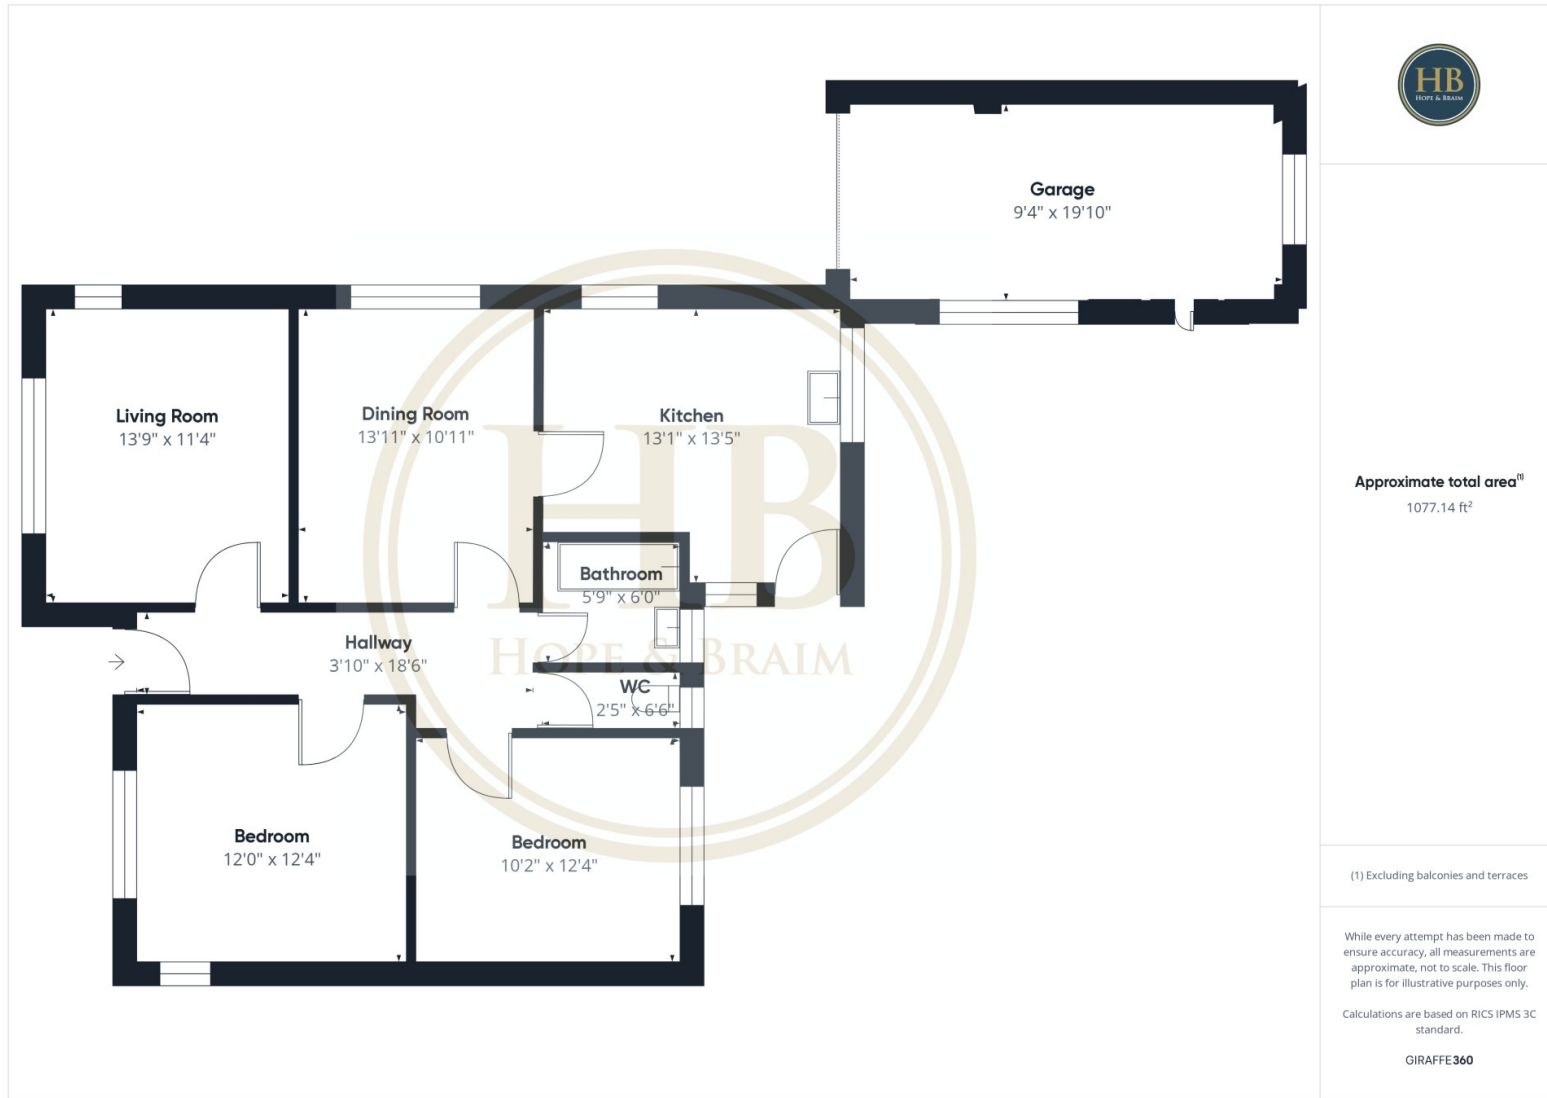 HB
HOPE & BRAIM
Garage
9'4" x 19'10"
Living Room
13'9" x 11'4"
Dining Room
13'11" x 10'11"
Kitchen
13'1" x 13'5"
Bathroom
5'9" x 6'0"
Hallway
3'10" x 18'6"
WC
2'5" x 6'6"
Bedroom
12'0" x 12'4"
Bedroom
10'2" x 12'4"
HB
HOPE & BRAIM
Approximate total area(1)
1077.14 ft²
(1) Excluding balconies and terraces
While every attempt has been made to
ensure accuracy, all measurements are
approximate, not to scale. This floor
plan is for illustrative purposes only.
Calculations are based on RICS IPMS 3C
standard.
GIRAFFE360